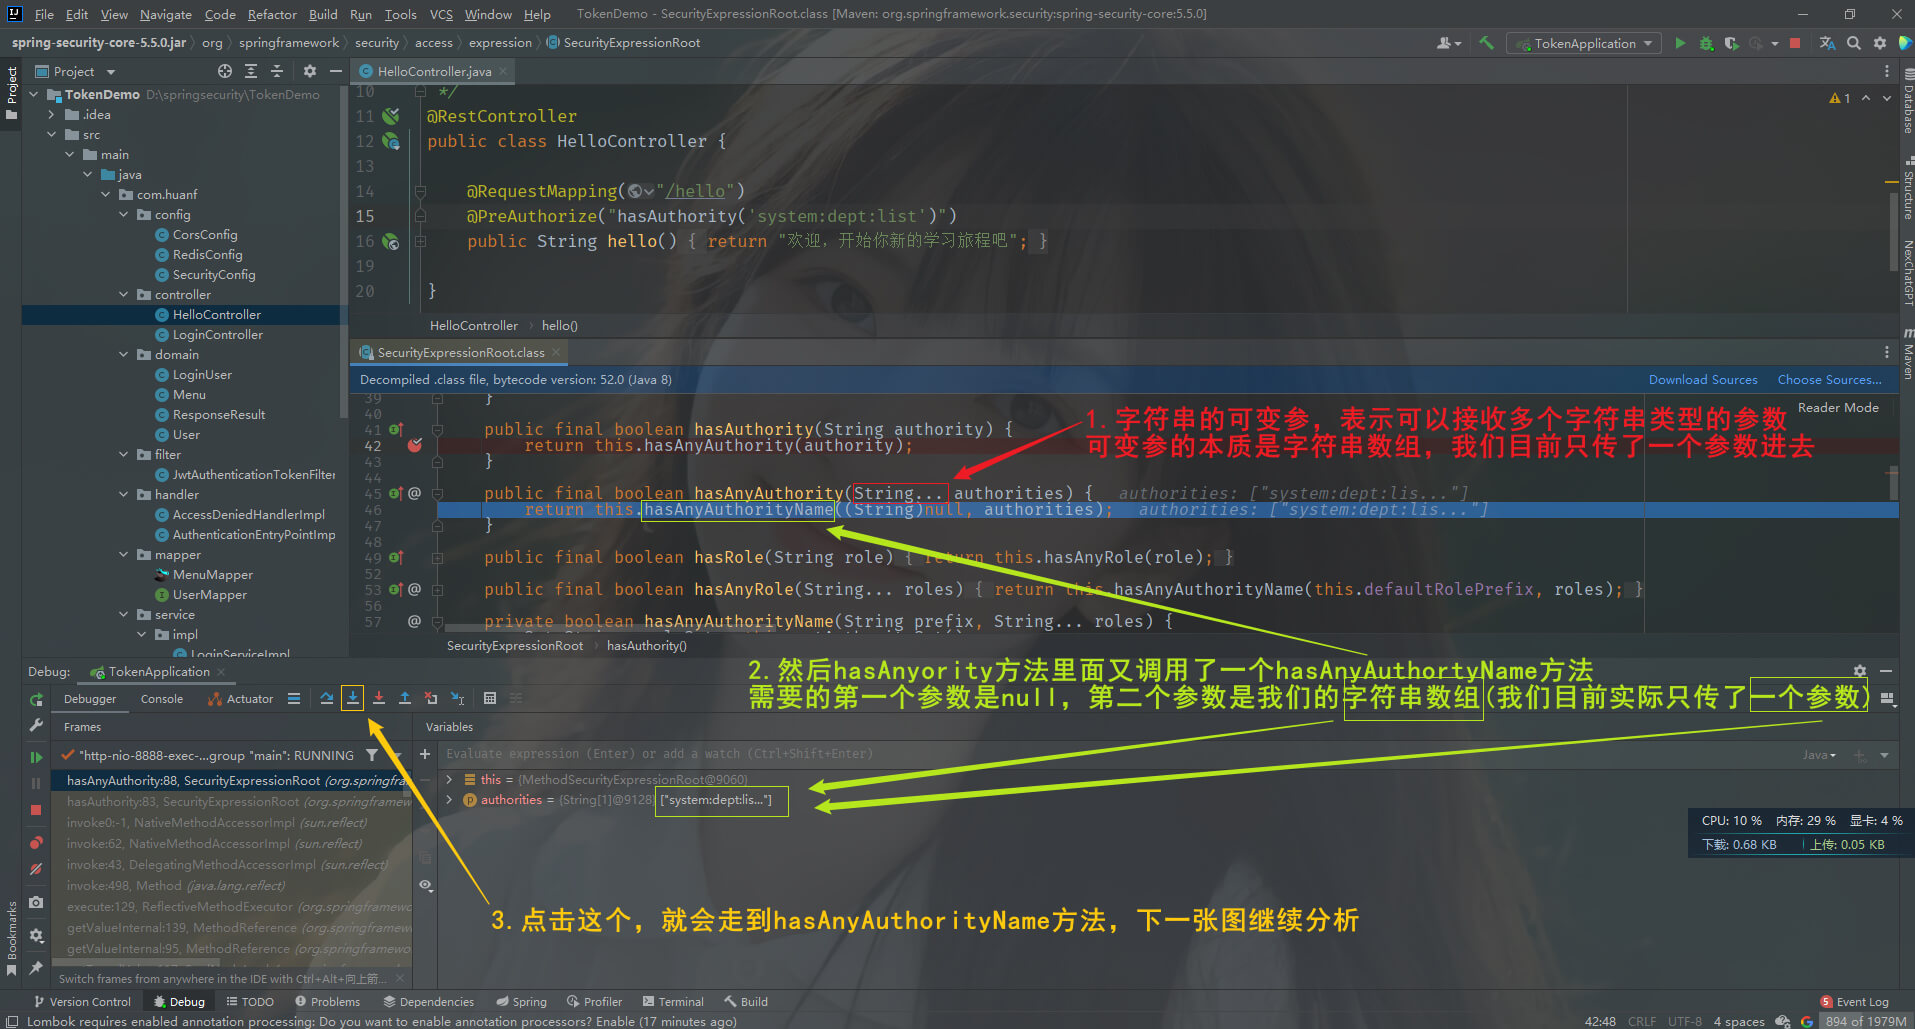 File Edit View Navigate Code Refactor Build Run Tools VCS Window Help TokenDemo - SecurityExpressionRoot.class [Maven: org.springframework.security:spring-security-core:5.5.0]
spring-security-core-5.5.0.jar org springframework security access expression SecurityExpressionRoot
TokenApplication
Project
Project
TokenDemo D:\springsecurity\TokenDemo
.idea
src
main
java
com.huanf
config
CorsConfig
RedisConfig
SecurityConfig
controller
HelloController
LoginController
domain
LoginUser
Menu
ResponseResult
User
filter
JwtAuthenticationTokenFilter
handler
AccessDeniedHandlerImpl
AuthenticationEntryPointImp
mapper
MenuMapper
UserMapper
service
impl
LoginServiceImpl
HelloController.java
1
10 */
11 @RestController
12 public class HelloController {
13
14 @RequestMapping("/hello")
15 @PreAuthorize("hasAuthority('system:dept:list')")
16 public String hello() { return "欢迎，开始你新的学习旅程吧"; }
19
20 }
HelloController hello()
SecurityExpressionRoot.class
Decompiled .class file, bytecode version: 52.0 (Java 8) Download Sources Choose Sources...
Reader Mode
39 }
40
41 public final boolean hasAuthority(String authority) {
42 return this.hasAnyAuthority(authority);
43 }
44
45 @ public final boolean hasAnyAuthority(String... authorities) { authorities: ["system:dept:lis..."]
46 return this.hasAnyAuthorityName((String)null, authorities); authorities: ["system:dept:lis..."]
47 }
48
49 public final boolean hasRole(String role) { return this.hasAnyRole(role); }
52
53 @ public final boolean hasAnyRole(String... roles) { return this.hasAnyAuthorityName(this.defaultRolePrefix, roles); }
56
57 @ private boolean hasAnyAuthorityName(String prefix, String... roles) {
SecurityExpressionRoot hasAuthority()
1.字符串的可变参，表示可以接收多个字符串类型的参数
可变参的本质是字符串数组，我们目前只传了一个参数进去
2.然后hasAnyority方法里面又调用了一个hasAnyAuthortyName方法
需要的第一个参数是null，第二个参数是我们的字符串数组(我们目前实际只传了一个参数)
3.点击这个，就会走到hasAnyAuthorityName方法，下一张图继续分析
Database
Structure
NexChatGPT
Maven
Debug: TokenApplication
Debugger Console Actuator
Frames Variables
"http-nio-8888-exec-...group "main": RUNNING
Evaluate expression (Enter) or add a watch (Ctrl+Shift+Enter) Java
hasAnyAuthority:88, SecurityExpressionRoot (org.springfra
hasAuthority:83, SecurityExpressionRoot (org.springframew
invoke0:-1, NativeMethodAccessorImpl (sun.reflect)
invoke:62, NativeMethodAccessorImpl (sun.reflect)
invoke:43, DelegatingMethodAccessorImpl (sun.reflect)
invoke:498, Method (java.lang.reflect)
execute:129, ReflectiveMethodExecutor (org.springframewo
getValueInternal:139, MethodReference (org.springframewo
getValueInternal:95, MethodReference (org.springframewor
Switch frames from anywhere in the IDE with Ctrl+Alt+向上箭...
this = {MethodSecurityExpressionRoot@9060}
authorities = {String[1]@9128} ["system:dept:lis..."]
CPU: 10 % 内存: 29 % 显卡: 4 %
下载: 0.68 KB 上传: 0.05 KB
Bookmarks
Version Control Debug TODO Problems Dependencies Spring Profiler Terminal Build 5 Event Log
Lombok requires enabled annotation processing: Do you want to enable annotation processors? Enable (17 minutes ago) 42:48 CRLF UTF-8 4 spaces 894 of 1979M